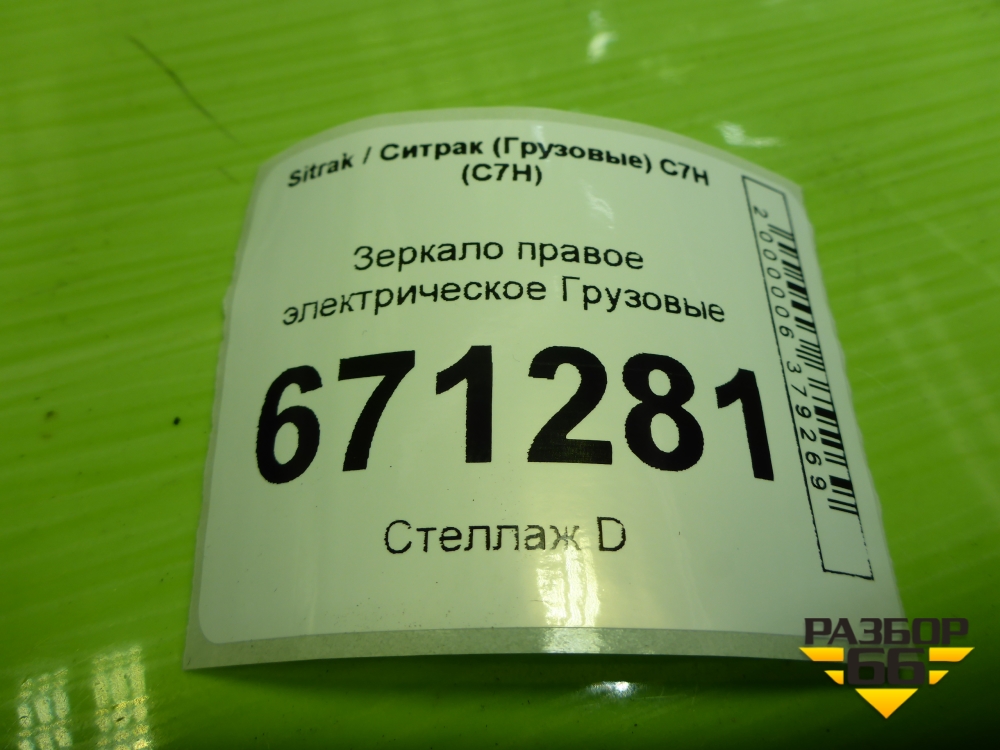 Sitrak / Ситрак (Грузовые) C7H
(C7H)
Зеркало правое
электрическое Грузовые
671281
Стеллаж D
2000006379269
РАЗБОР
66